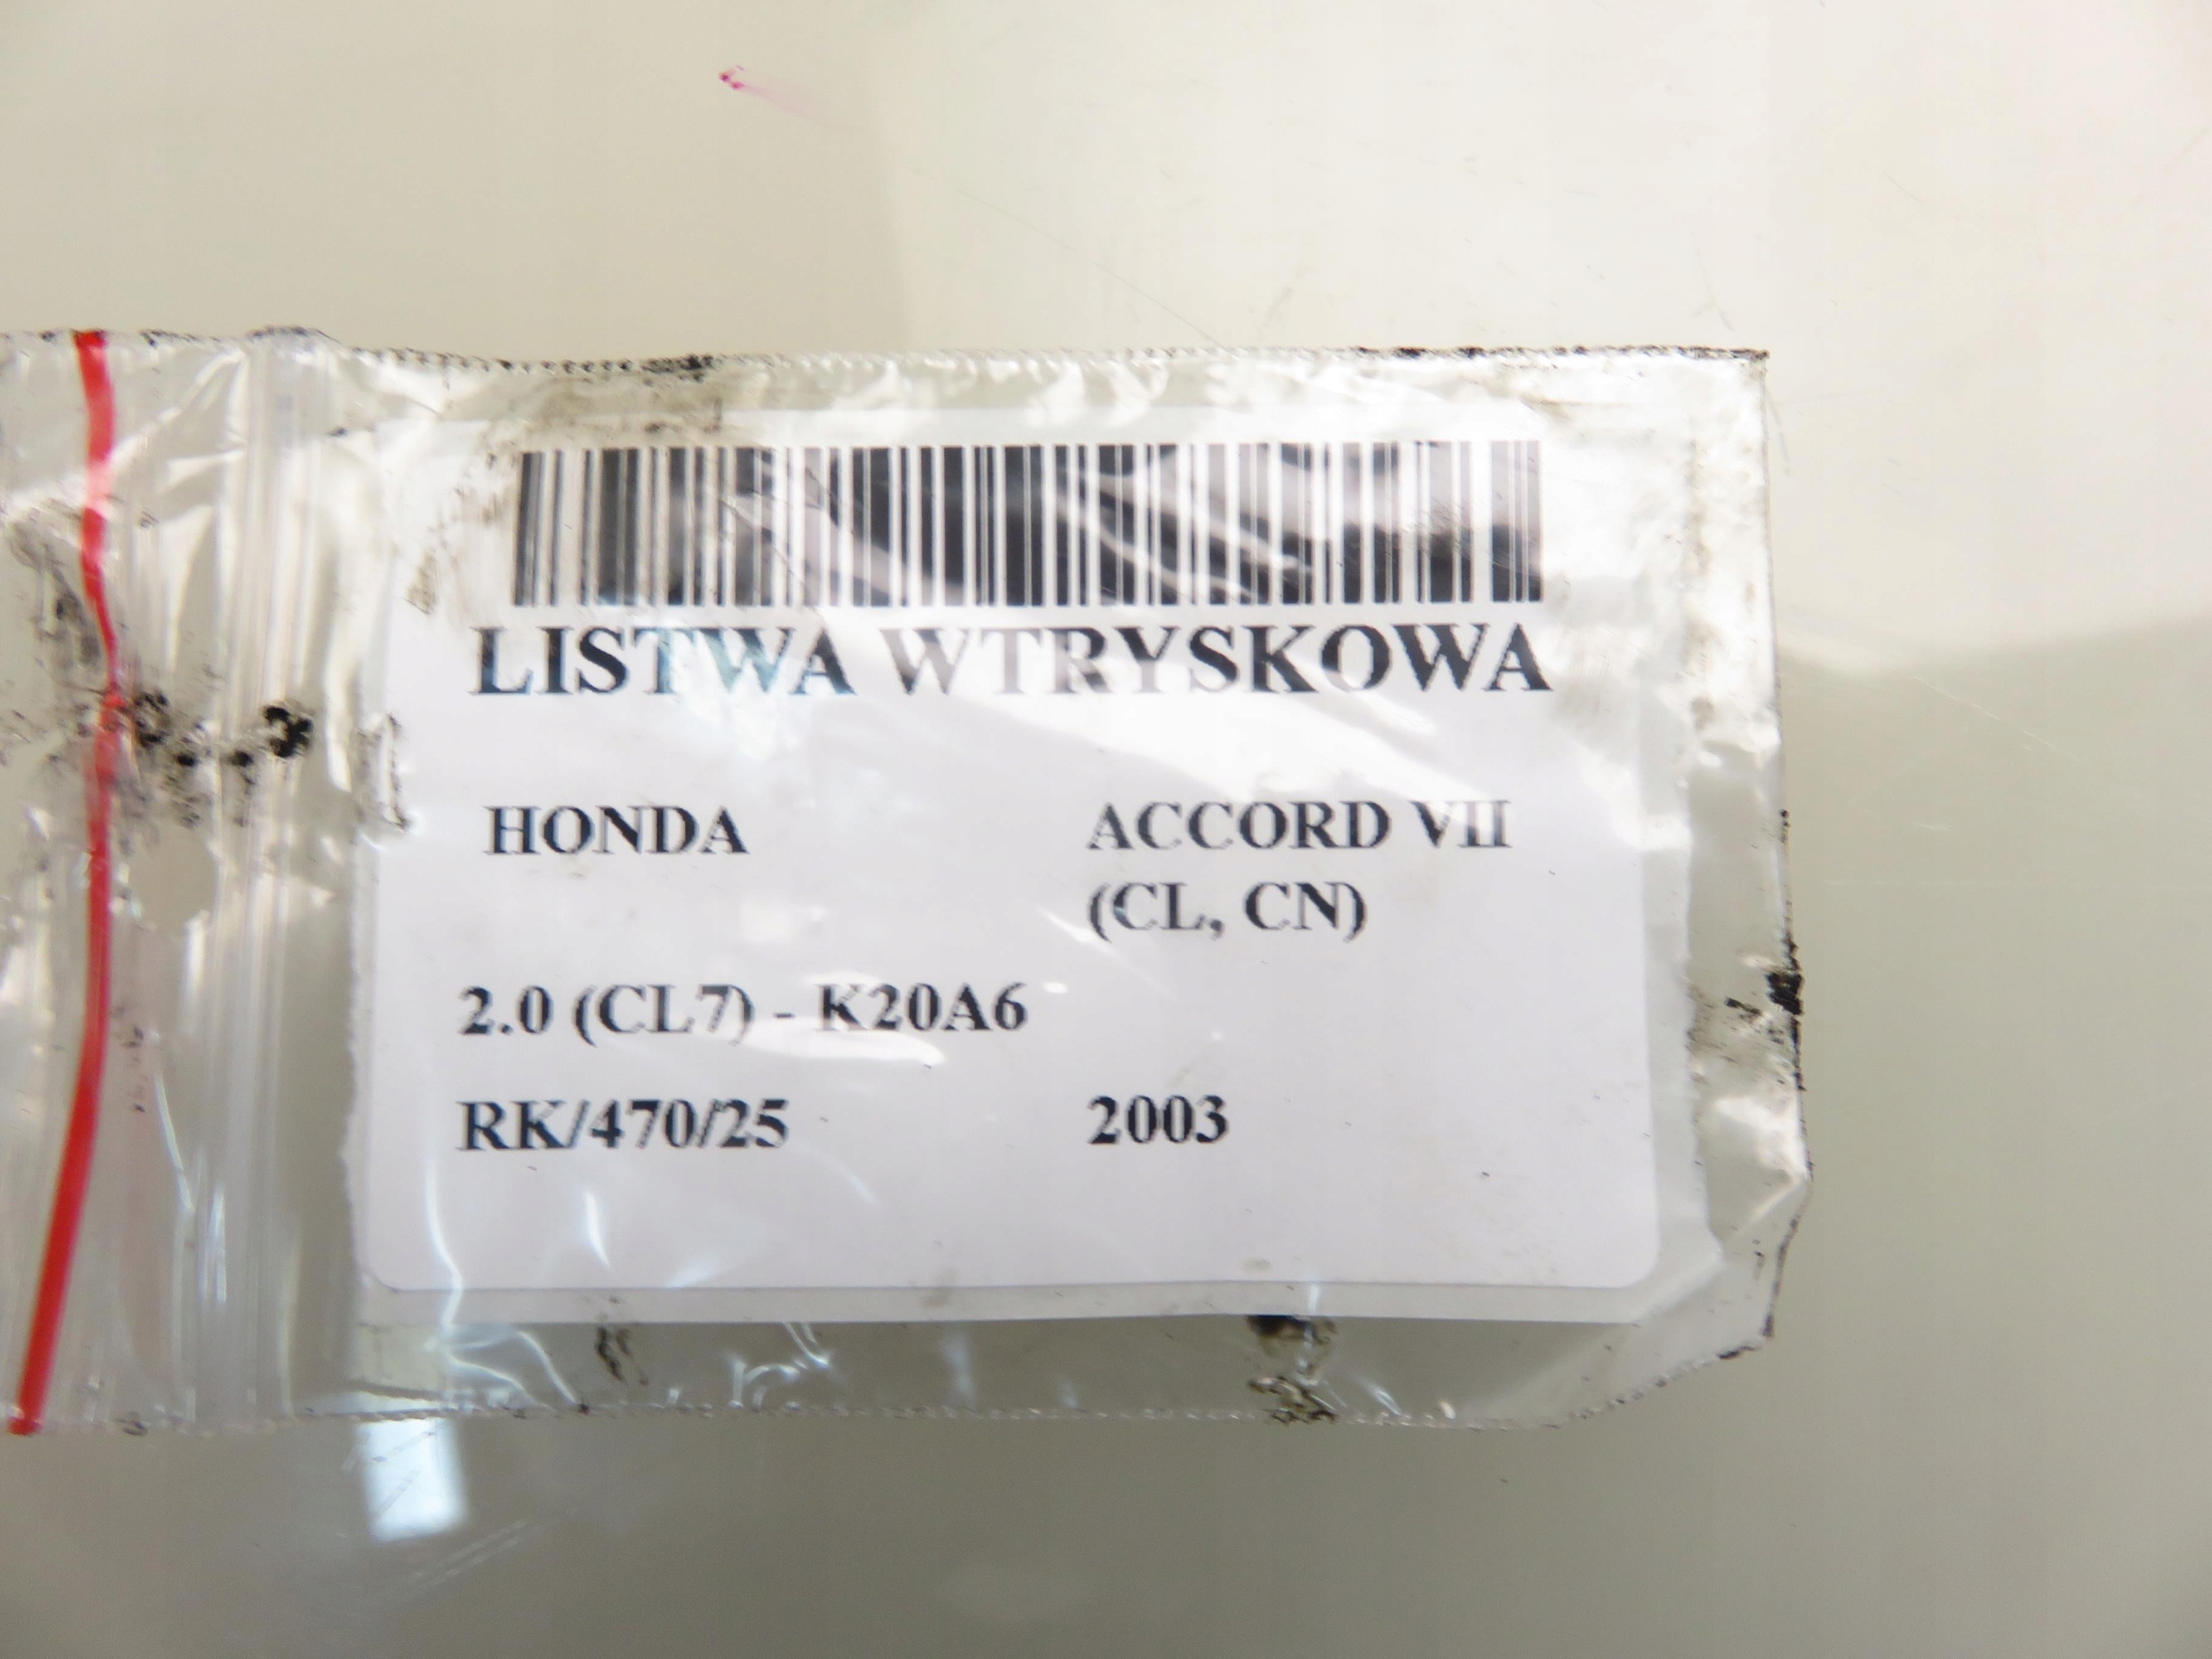 LISTWA WTRYSKOWA
HONDA
ACCORD VII
(CL, CN)
2.0 (CL7) - K20A6
RK/470/25
2003